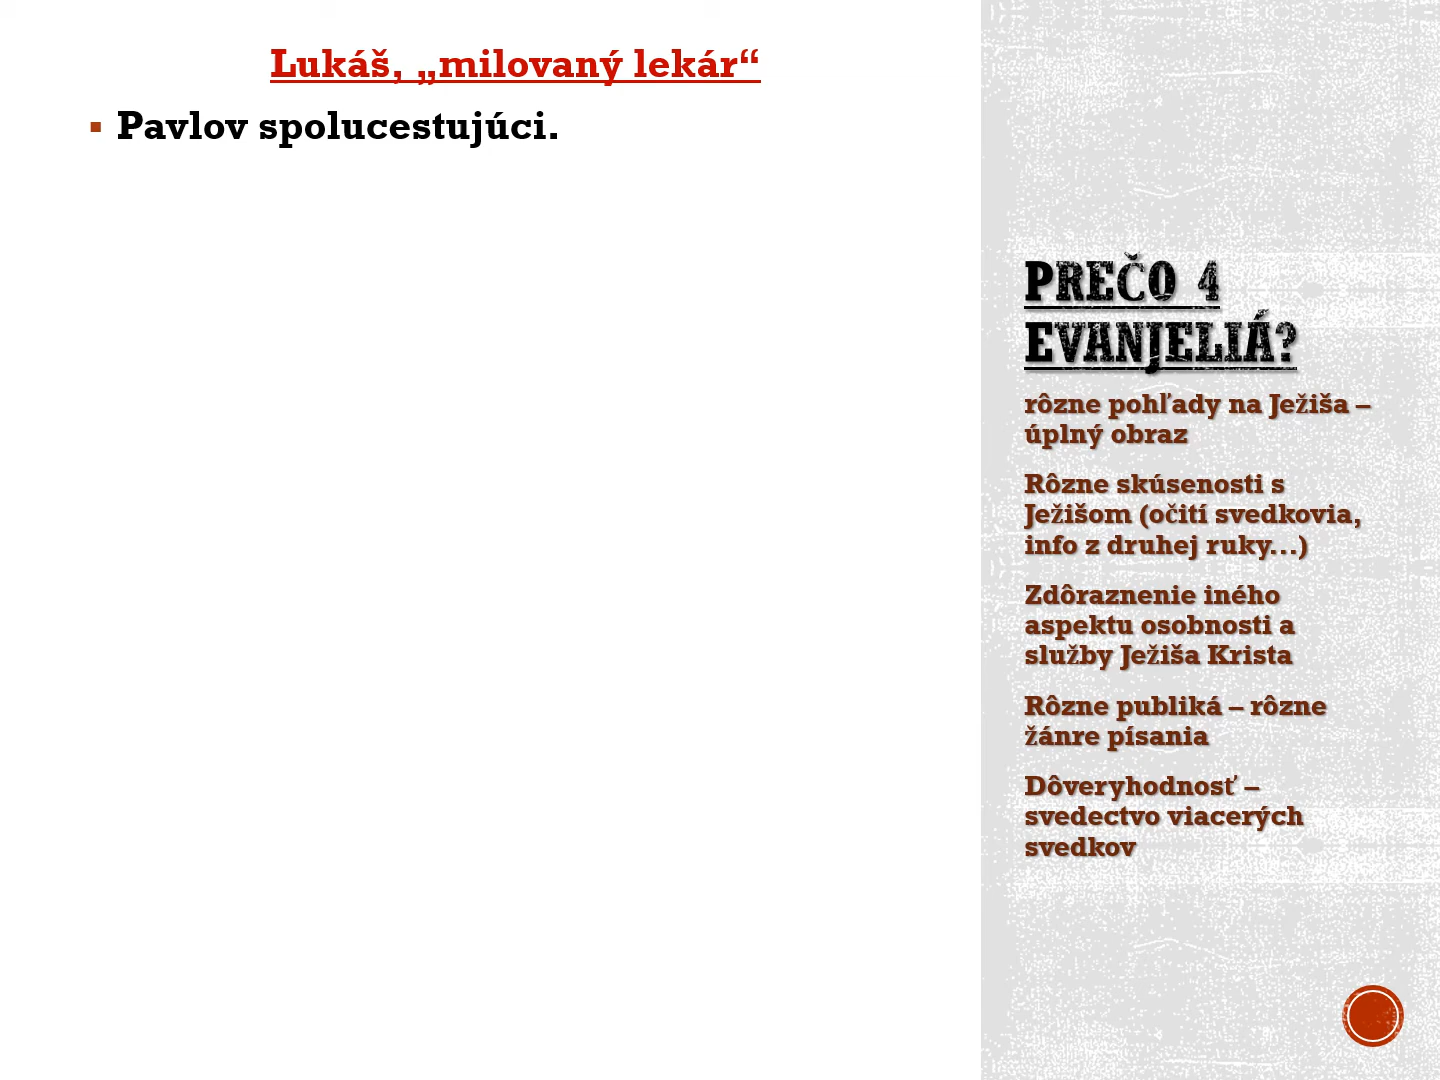 Lukáš, „milovaný lekár“
▪ Pavlov spolucestujúci.
PREČO 4
EVANJELIÁ?
rôzne pohľady na Ježiša –
úplný obraz
Rôzne skúsenosti s
Ježišom (očití svedkovia,
info z druhej ruky…)
Zdôraznenie iného
aspektu osobnosti a
služby Ježiša Krista
Rôzne publiká – rôzne
žánre písania
Dôveryhodnosť –
svedectvo viacerých
svedkov